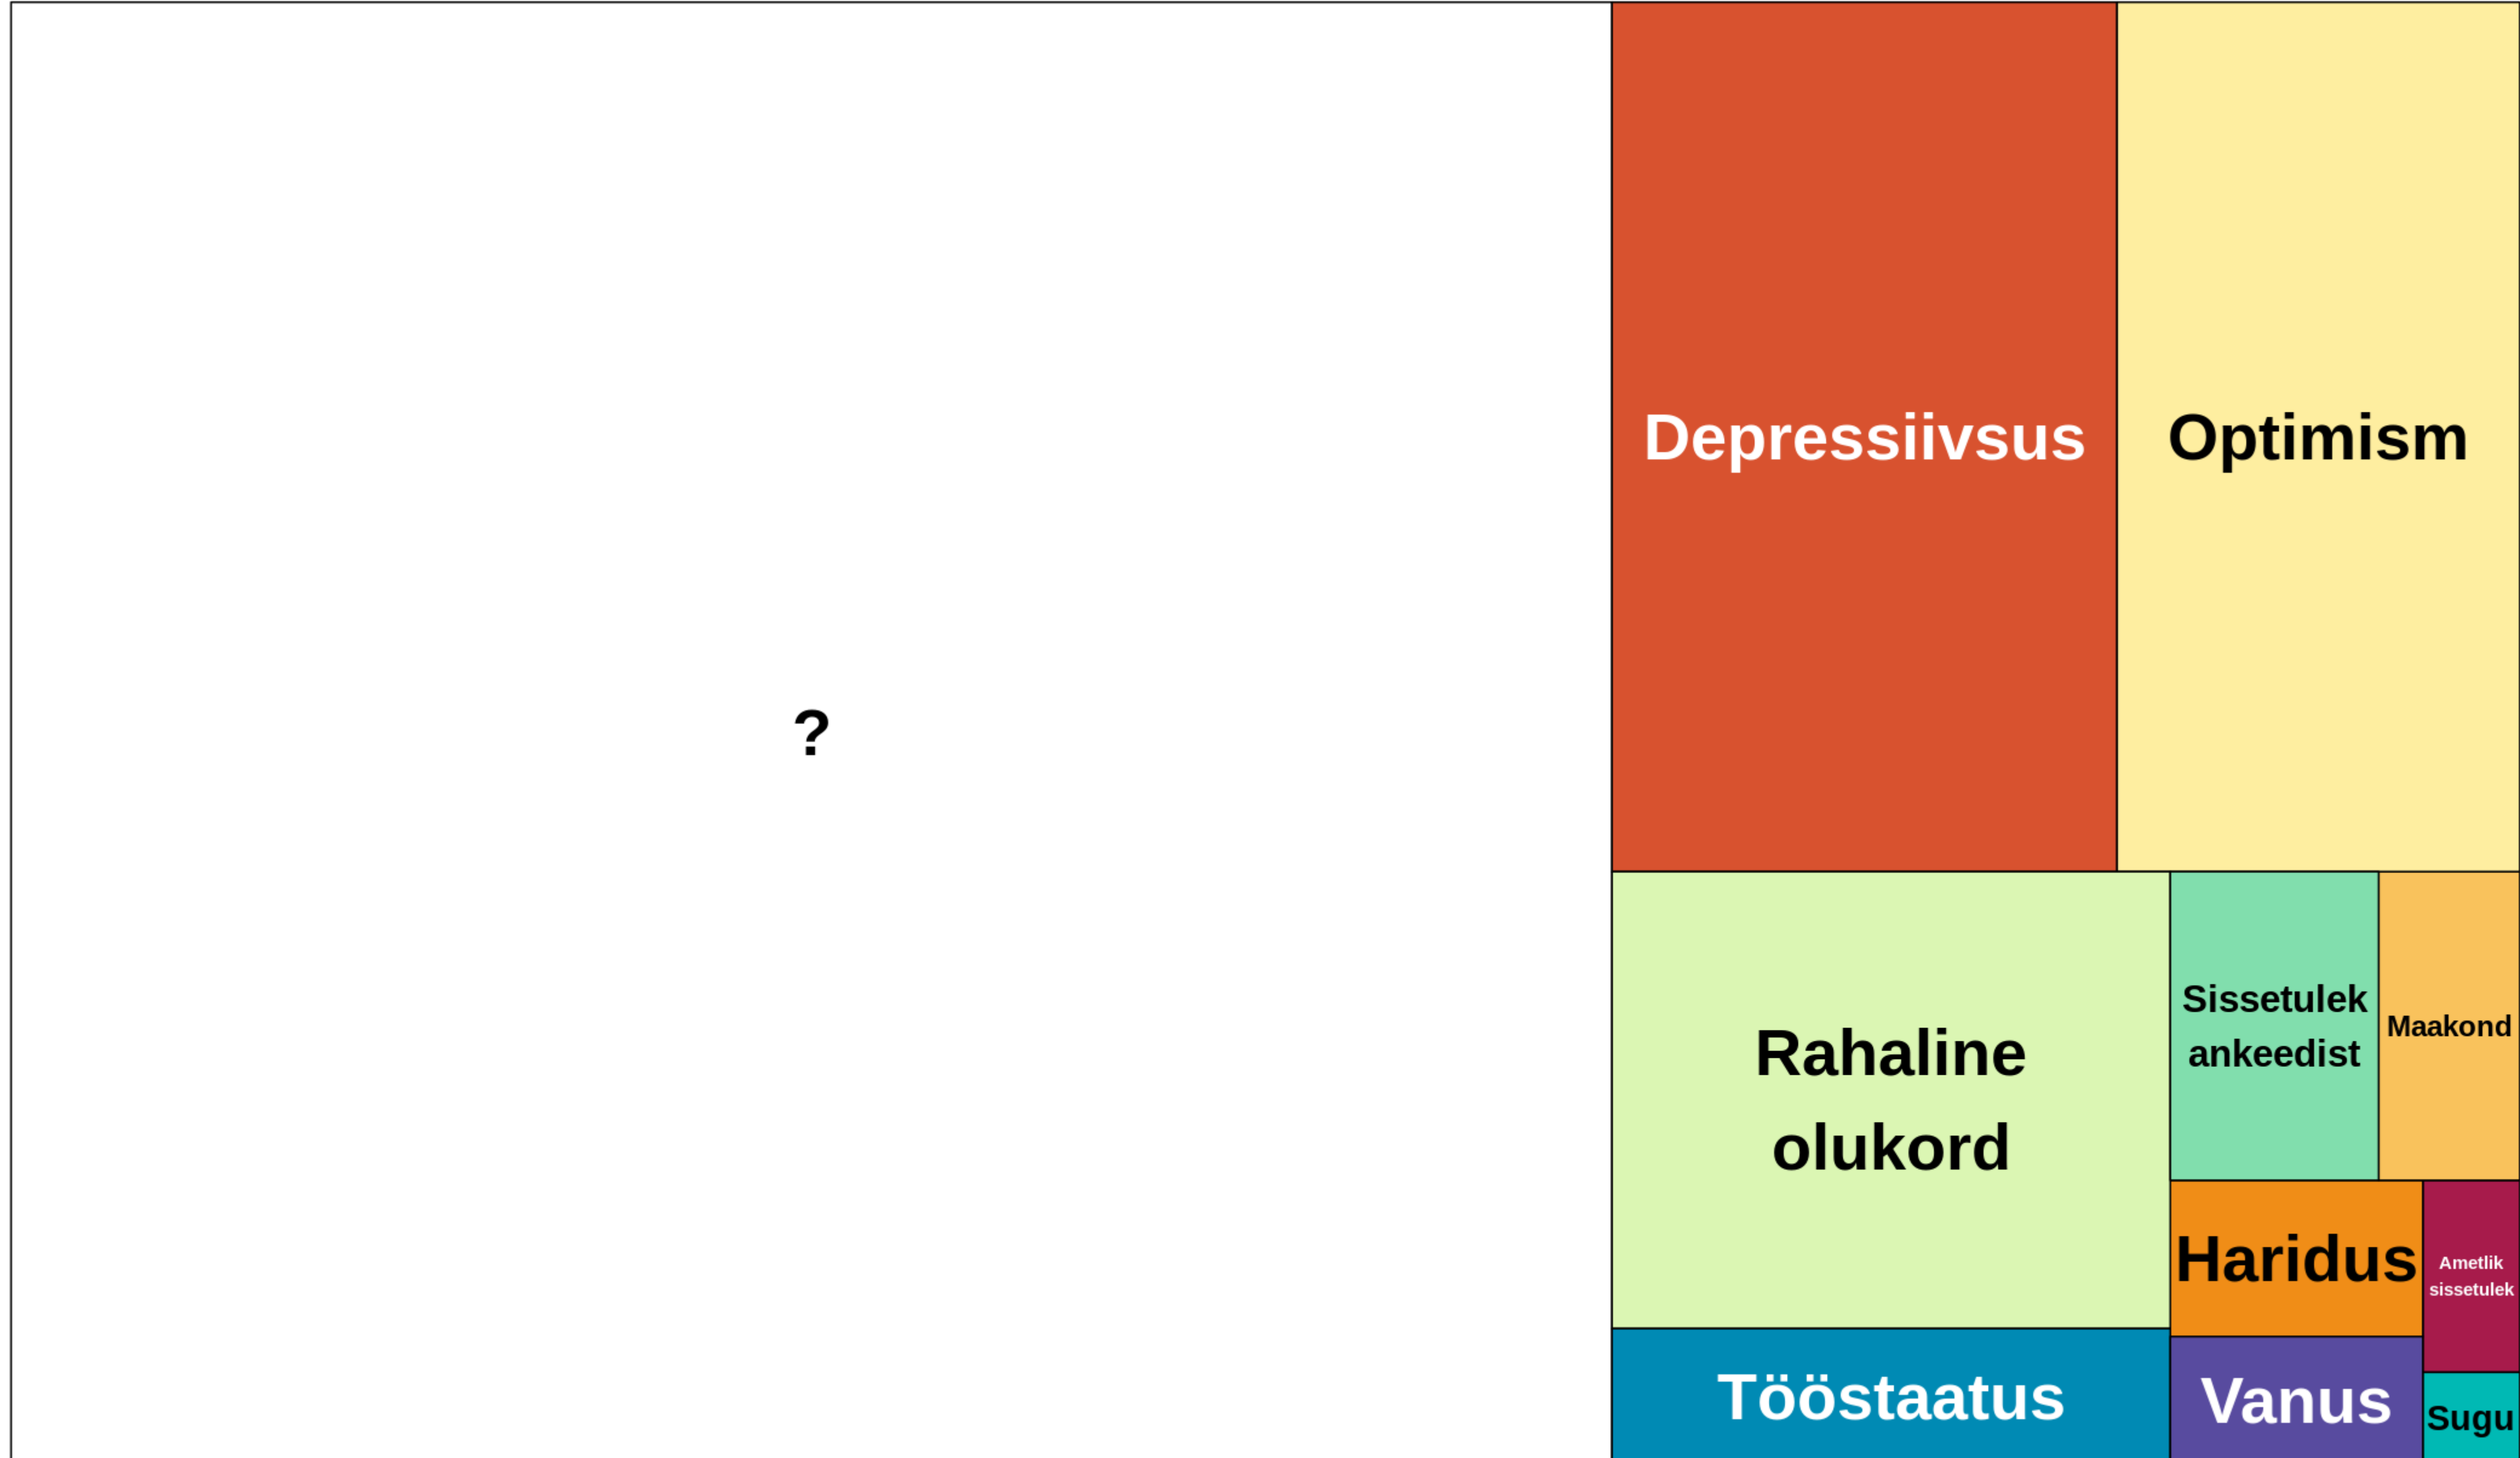 ?
Depressiivsus
Optimism
Rahaline
olukord
Sissetulek
ankeedist
Maakond
Haridus
Ametlik
sissetulek
Tööstaatus
Vanus
Sugu